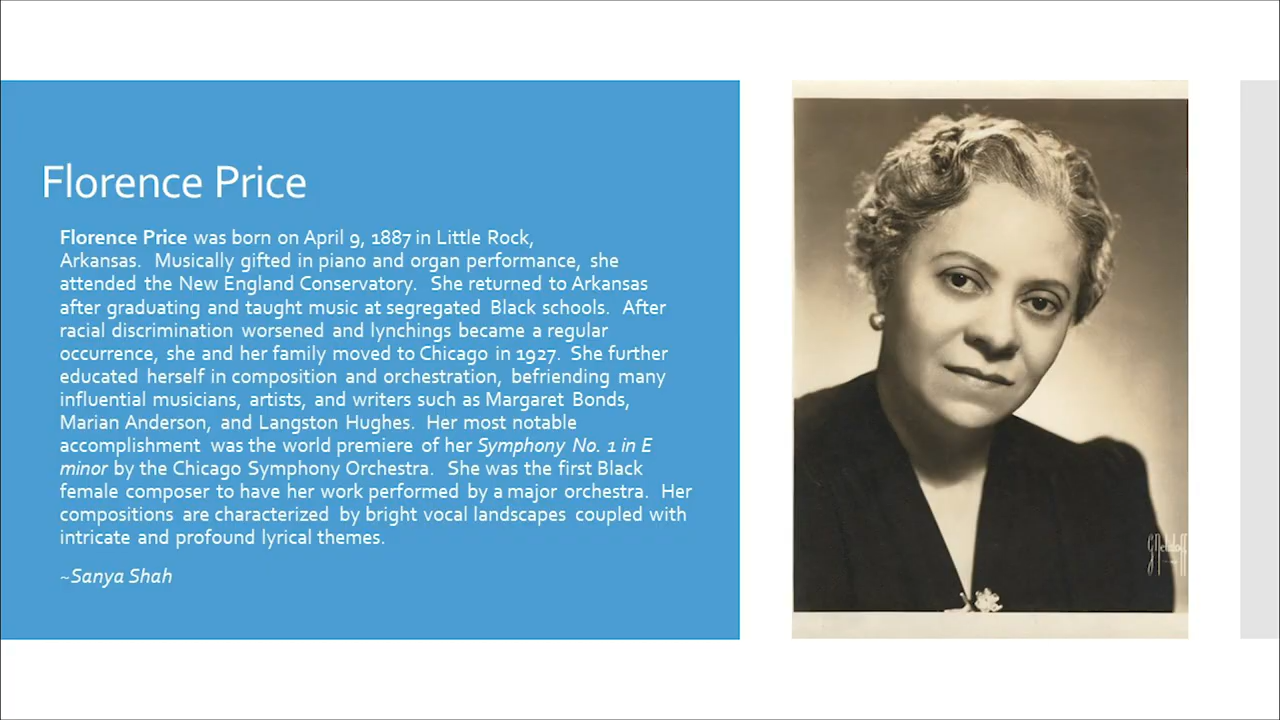 Florence Price
Florence Price was born on April 9, 1887 in Little Rock,
Arkansas. Musically gifted in piano and organ performance, she
attended the New England Conservatory. She returned to Arkansas
after graduating and taught music at segregated Black schools. After
racial discrimination worsened and lynchings became a regular
occurrence, she and her family moved to Chicago in 1927. She further
educated herself in composition and orchestration, befriending many
influential musicians, artists, and writers such as Margaret Bonds,
Marian Anderson, and Langston Hughes. Her most notable
accomplishment was the world premiere of her Symphony No. 1 in E
minor by the Chicago Symphony Orchestra. She was the first Black
female composer to have her work performed by a major orchestra. Her
compositions are characterized by bright vocal landscapes coupled with
intricate and profound lyrical themes.
~Sanya Shah